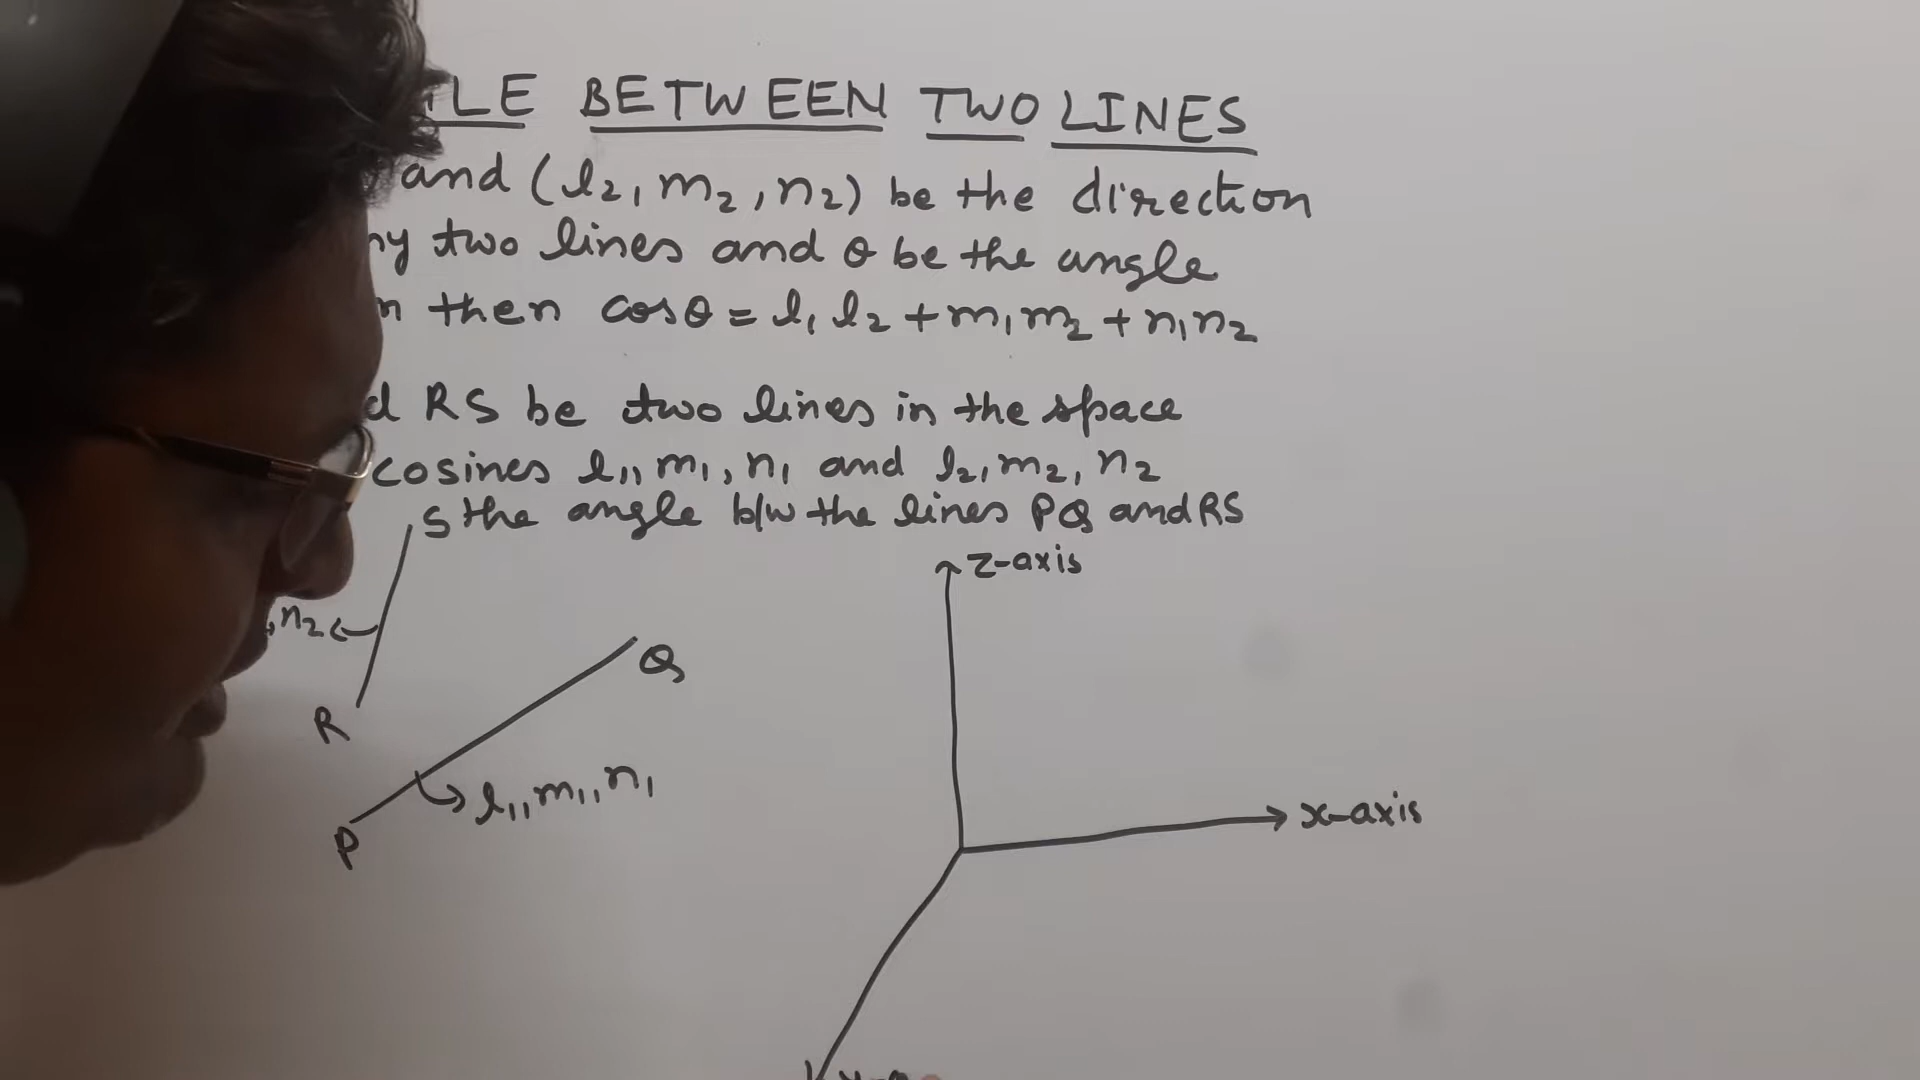 LE BETWEEN TWO LINES
and (l2, m2, n2) be the direction
two lines and θ be the angle
then cosθ = l1 l2 + m1m2 + n1n2
RS be two lines in the space
cosines l1, m1, n1 and l2, m2, n2
the angle b/w the lines PQ and RS
S
z-axis
n2
Q
R
l1, m1, n1
x-axis
P